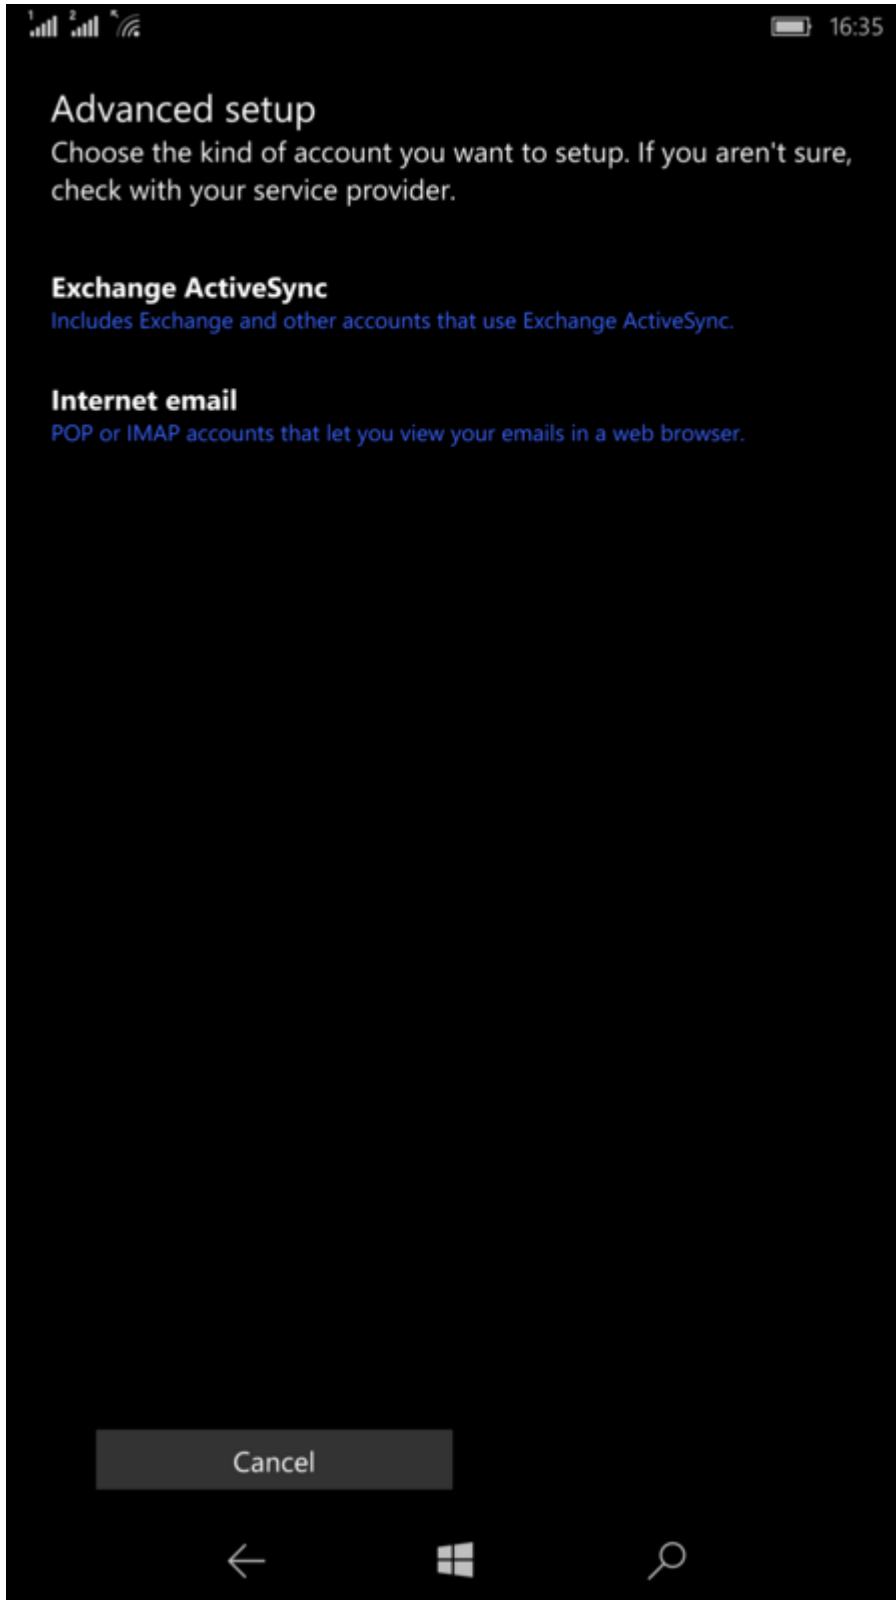 1 2 16:35
Advanced setup
Choose the kind of account you want to setup. If you aren't sure,
check with your service provider.
Exchange ActiveSync
Includes Exchange and other accounts that use Exchange ActiveSync.
Internet email
POP or IMAP accounts that let you view your emails in a web browser.
Cancel